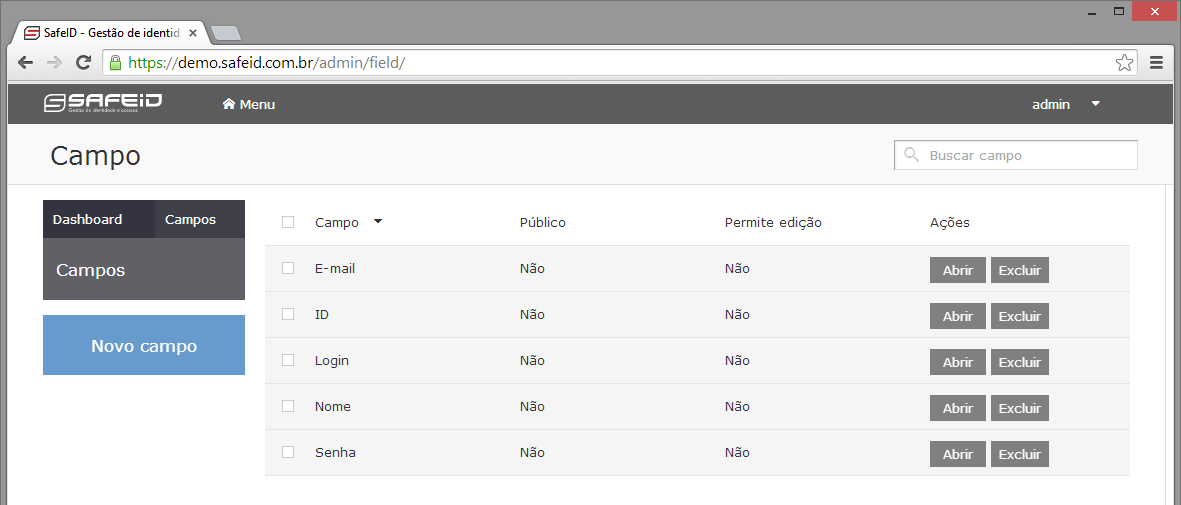 SafeID - Gestão de identid
https://demo.safeid.com.br/admin/field/
SAFEiD
Gestão de identidade e acessos
Menu
admin
Campo
Buscar campo
Dashboard Campos
Campos
Novo campo
Campo Público Permite edição Ações
E-mail Não Não Abrir Excluir
ID Não Não Abrir Excluir
Login Não Não Abrir Excluir
Nome Não Não Abrir Excluir
Senha Não Não Abrir Excluir